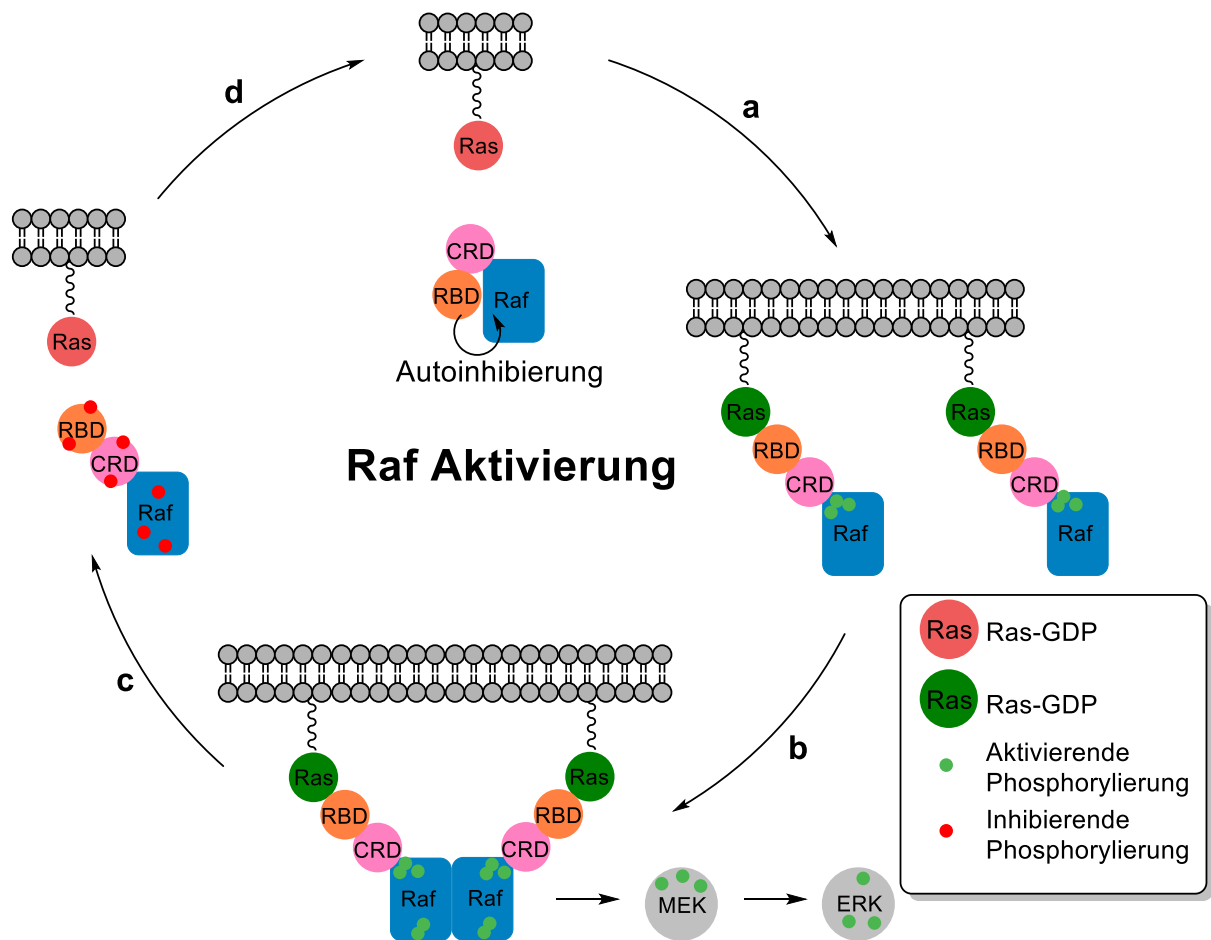 d
a
Ras
CRD
RBD
Raf
Autoinhibierung
Ras
RBD
CRD
Raf
Raf Aktivierung
Ras
Ras
RBD
RBD
CRD
CRD
Raf
Raf
c
b
Ras
Ras
RBD
RBD
CRD
CRD
Raf
Raf
MEK
ERK
Ras Ras-GDP
Ras Ras-GDP
Aktivierende
Phosphorylierung
Inhibierende
Phosphorylierung